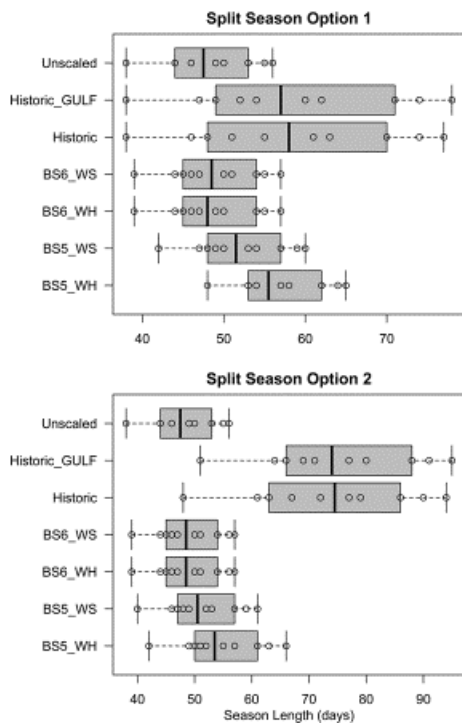 Split Season Option 1
Unscaled
Historic_GULF
Historic
BS6_WS
BS6_WH
BS5_WS
BS5_WH
40 50 60 70
Split Season Option 2
Unscaled
Historic_GULF
Historic
BS6_WS
BS6_WH
BS5_WS
BS5_WH
40 50 60 70 80 90
Season Length (days)